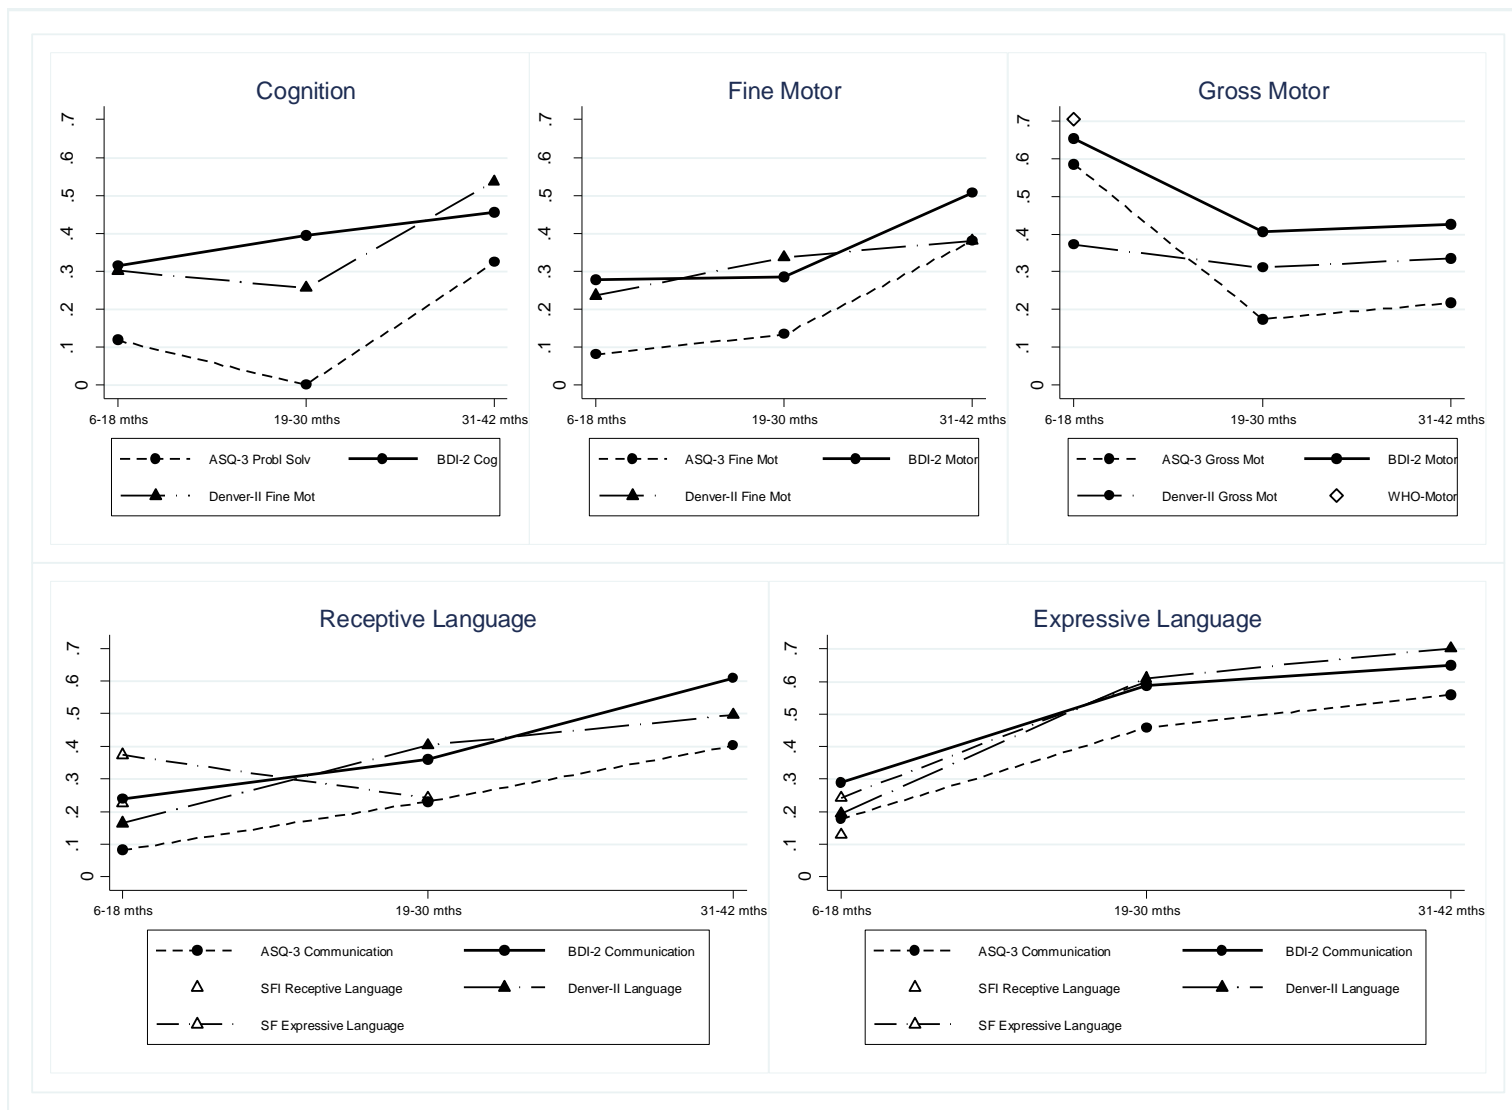 Cognition
.7
.6
.5
.4
.3
.2
.1
0
6-18 mths 19-30 mths 31-42 mths
ASQ-3 Probl Solv BDI-2 Cog
Denver-II Fine Mot
Fine Motor
.7
.6
.5
.4
.3
.2
.1
0
6-18 mths 19-30 mths 31-42 mths
ASQ-3 Fine Mot BDI-2 Motor
Denver-II Fine Mot
Gross Motor
.7
.6
.5
.4
.3
.2
.1
0
6-18 mths 19-30 mths 31-42 mths
ASQ-3 Gross Mot BDI-2 Motor
Denver-II Gross Mot WHO-Motor
Receptive Language
.7
.6
.5
.4
.3
.2
.1
0
6-18 mths 19-30 mths 31-42 mths
ASQ-3 Communication BDI-2 Communication
SFI Receptive Language Denver-II Language
SF Expressive Language
Expressive Language
.7
.6
.5
.4
.3
.2
.1
0
6-18 mths 19-30 mths 31-42 mths
ASQ-3 Communication BDI-2 Communication
SFI Receptive Language Denver-II Language
SF Expressive Language